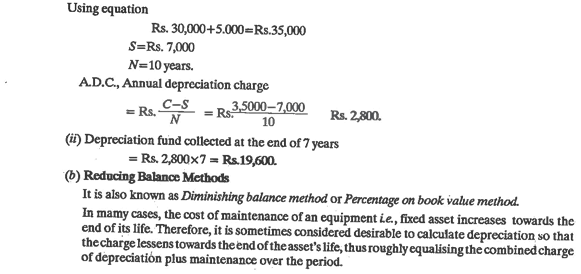 Using equation
Rs. 30,000+5.000=Rs.35,000
S=Rs. 7,000
N=10 years.
A.D.C., Annual depreciation charge
= Rs. C–S/N = Rs. 3,5000–7,000/10 Rs. 2,800.
(ii) Depreciation fund collected at the end of 7 years
= Rs. 2,800×7 = Rs.19,600.
(b) Reducing Balance Methods
It is also known as Diminishing balance method or Percentage on book value method.
In mamy cases, the cost of maintenance of an equipment i.e., fixed asset increases towards the
end of its life. Therefore, it is sometimes considered desirable to calculate depreciation so that
the charge lessens towards the end of the asset's life, thus roughly equalising the combined charge
of depreciation plus maintenance over the period.